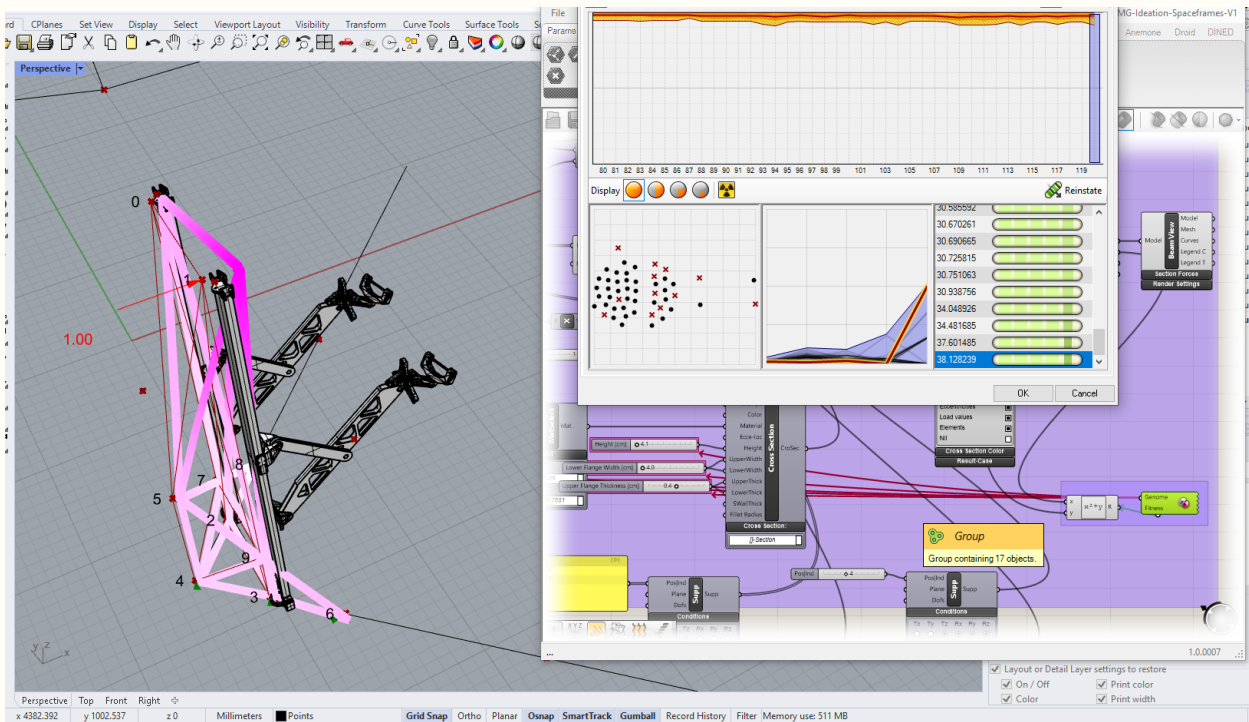 CPlanes Set View Display Select Viewport Layout Visibility Transform Curve Tools Surface Tools
Perspective
0
1
1.00
5
7
8
2
9
4
3
6
y z
x
Perspective Top Front Right
x 4382.392 y 1002.537 z 0 Millimeters Points Grid Snap Ortho Planar Osnap SmartTrack Gumball Record History Filter Memory use: 511 MB
File
MG-Ideation-Spaceframes-V1
Anemone Droid DINED
80 81 82 83 84 85 86 87 88 89 90 91 92 93 94 95 96 97 98 99 101 103 105 107 109 111 113 115 117 119
Display
Reinstate
30.585592
30.670261
30.690665
30.725815
30.751063
30.938756
34.048926
34.481685
37.601485
38.128239
OK Cancel
Model
Model
Mesh
Curves
Legend C
Legend T
BeamView
Section Forces
Render Settings
Mat.
Color
Material
Ecce-loc
Height
UpperWidth
LowerWidth
UpperThick
LowerThick
SWallThick
Fillet Radius
Cross Section
CroSec
Cross Section:
[]-Section
Height [cm] 4.1
Lower Flange Width [cm] 4.0
Upper Flange Thickness [cm] 0.4
Eccentricities
Load values
Elements
Nll
Cross Section Color
Result-Case
x
y
R
Genome
Fitness
Group
Group containing 17 objects.
{0}
PosInd 4
PosInd
Plane
Dofs
Supp
Supp
Conditions
PosInd
Plane
Dofs
Supp
Supp
Conditions
Tx Ty Tz Rx Ry Rz
...
1.0.0007
Layout or Detail Layer settings to restore
On / Off Print color
Color Print width